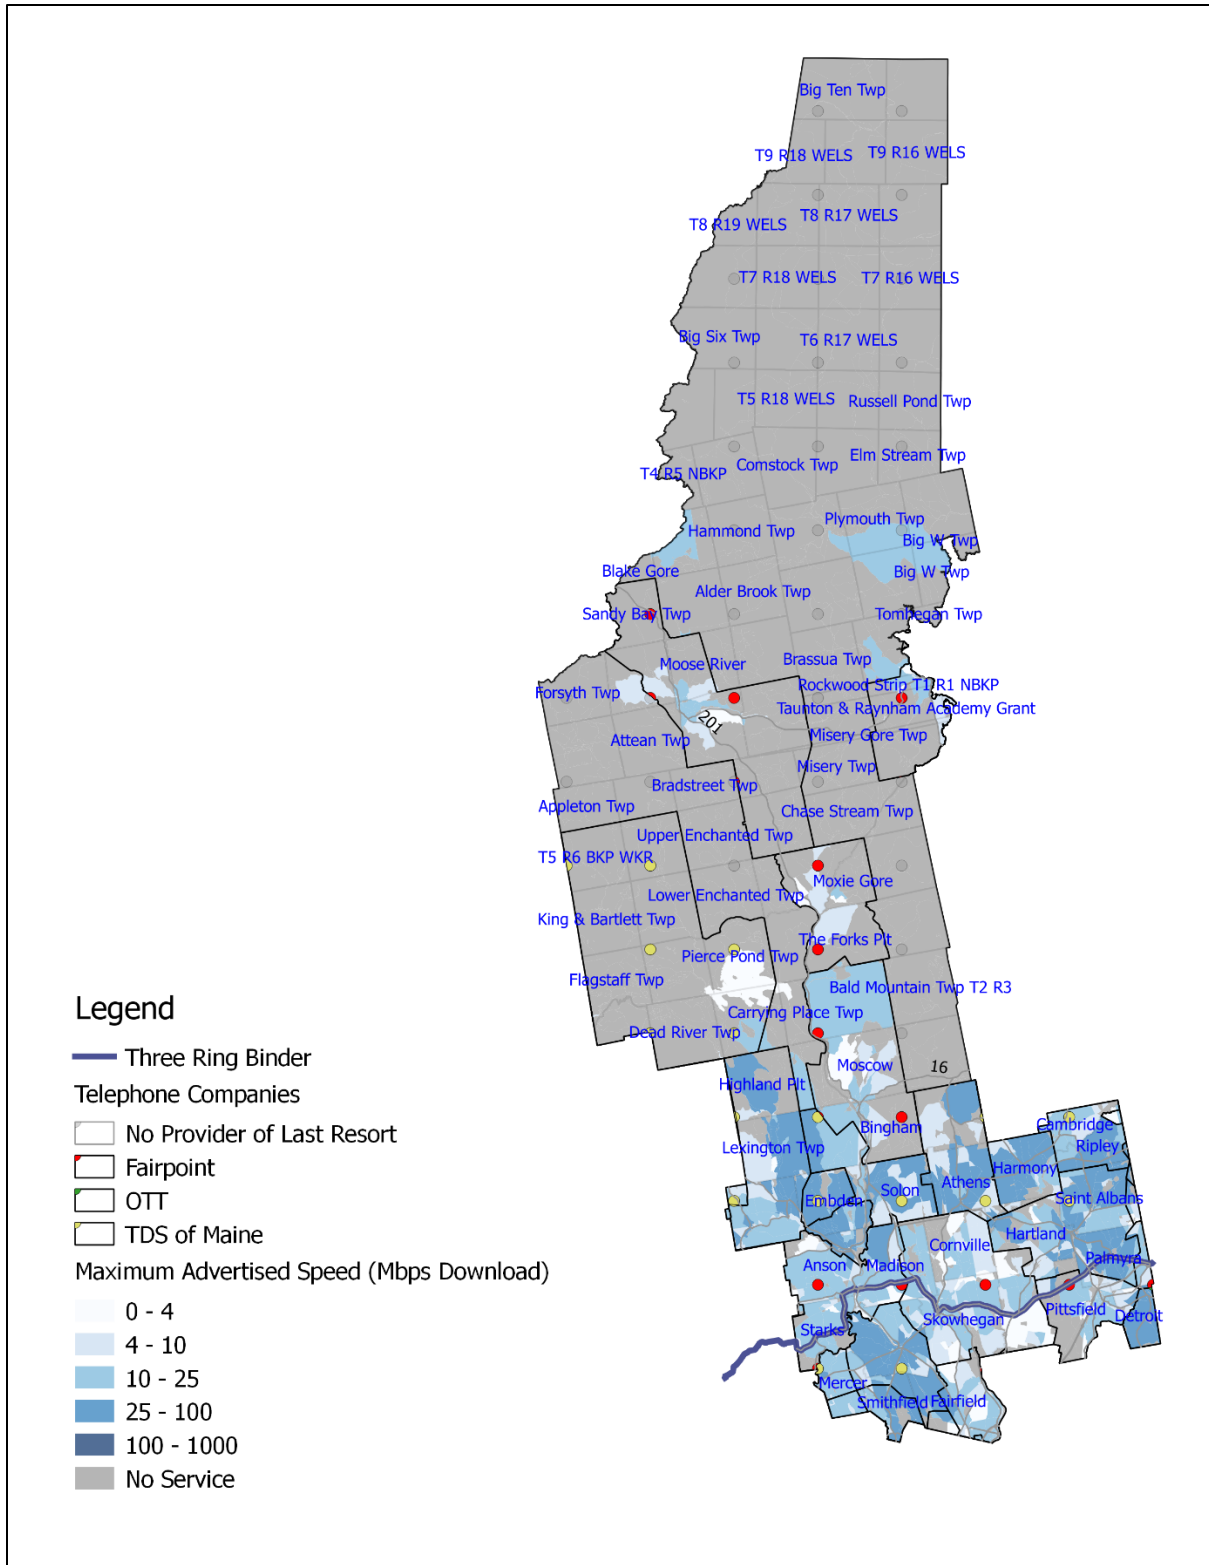 Big Ten Twp
T9 R18 WELS
T9 R16 WELS
T8 R19 WELS
T8 R17 WELS
T7 R18 WELS
T7 R16 WELS
Big Six Twp
T6 R17 WELS
T5 R18 WELS
Russell Pond Twp
T4 R5 NBKP
Comstock Twp
Elm Stream Twp
Hammond Twp
Plymouth Twp
Big W Twp
Blake Gore
Big W Twp
Alder Brook Twp
Sandy Bay Twp
Tomhegan Twp
Moose River
Brassua Twp
Forsyth Twp
Rockwood Strip T1 R1 NBKP
Taunton & Raynham Academy Grant
201
Attean Twp
Misery Gore Twp
Misery Twp
Bradstreet Twp
Appleton Twp
Chase Stream Twp
Upper Enchanted Twp
T5 R6 BKP WKR
Moxie Gore
Lower Enchanted Twp
King & Bartlett Twp
The Forks Plt
Pierce Pond Twp
Flagstaff Twp
Bald Mountain Twp T2 R3
Carrying Place Twp
Dead River Twp
Moscow
16
Highland Plt
Bingham
Cambridge
Lexington Twp
Ripley
Harmony
Athens
Solon
Embden
Saint Albans
Hartland
Cornville
Palmyra
Anson
Madison
Pittsfield
Detroit
Skowhegan
Starks
Mercer
Smithfield
Fairfield
Legend
Three Ring Binder
Telephone Companies
No Provider of Last Resort
Fairpoint
OTT
TDS of Maine
Maximum Advertised Speed (Mbps Download)
0 - 4
4 - 10
10 - 25
25 - 100
100 - 1000
No Service